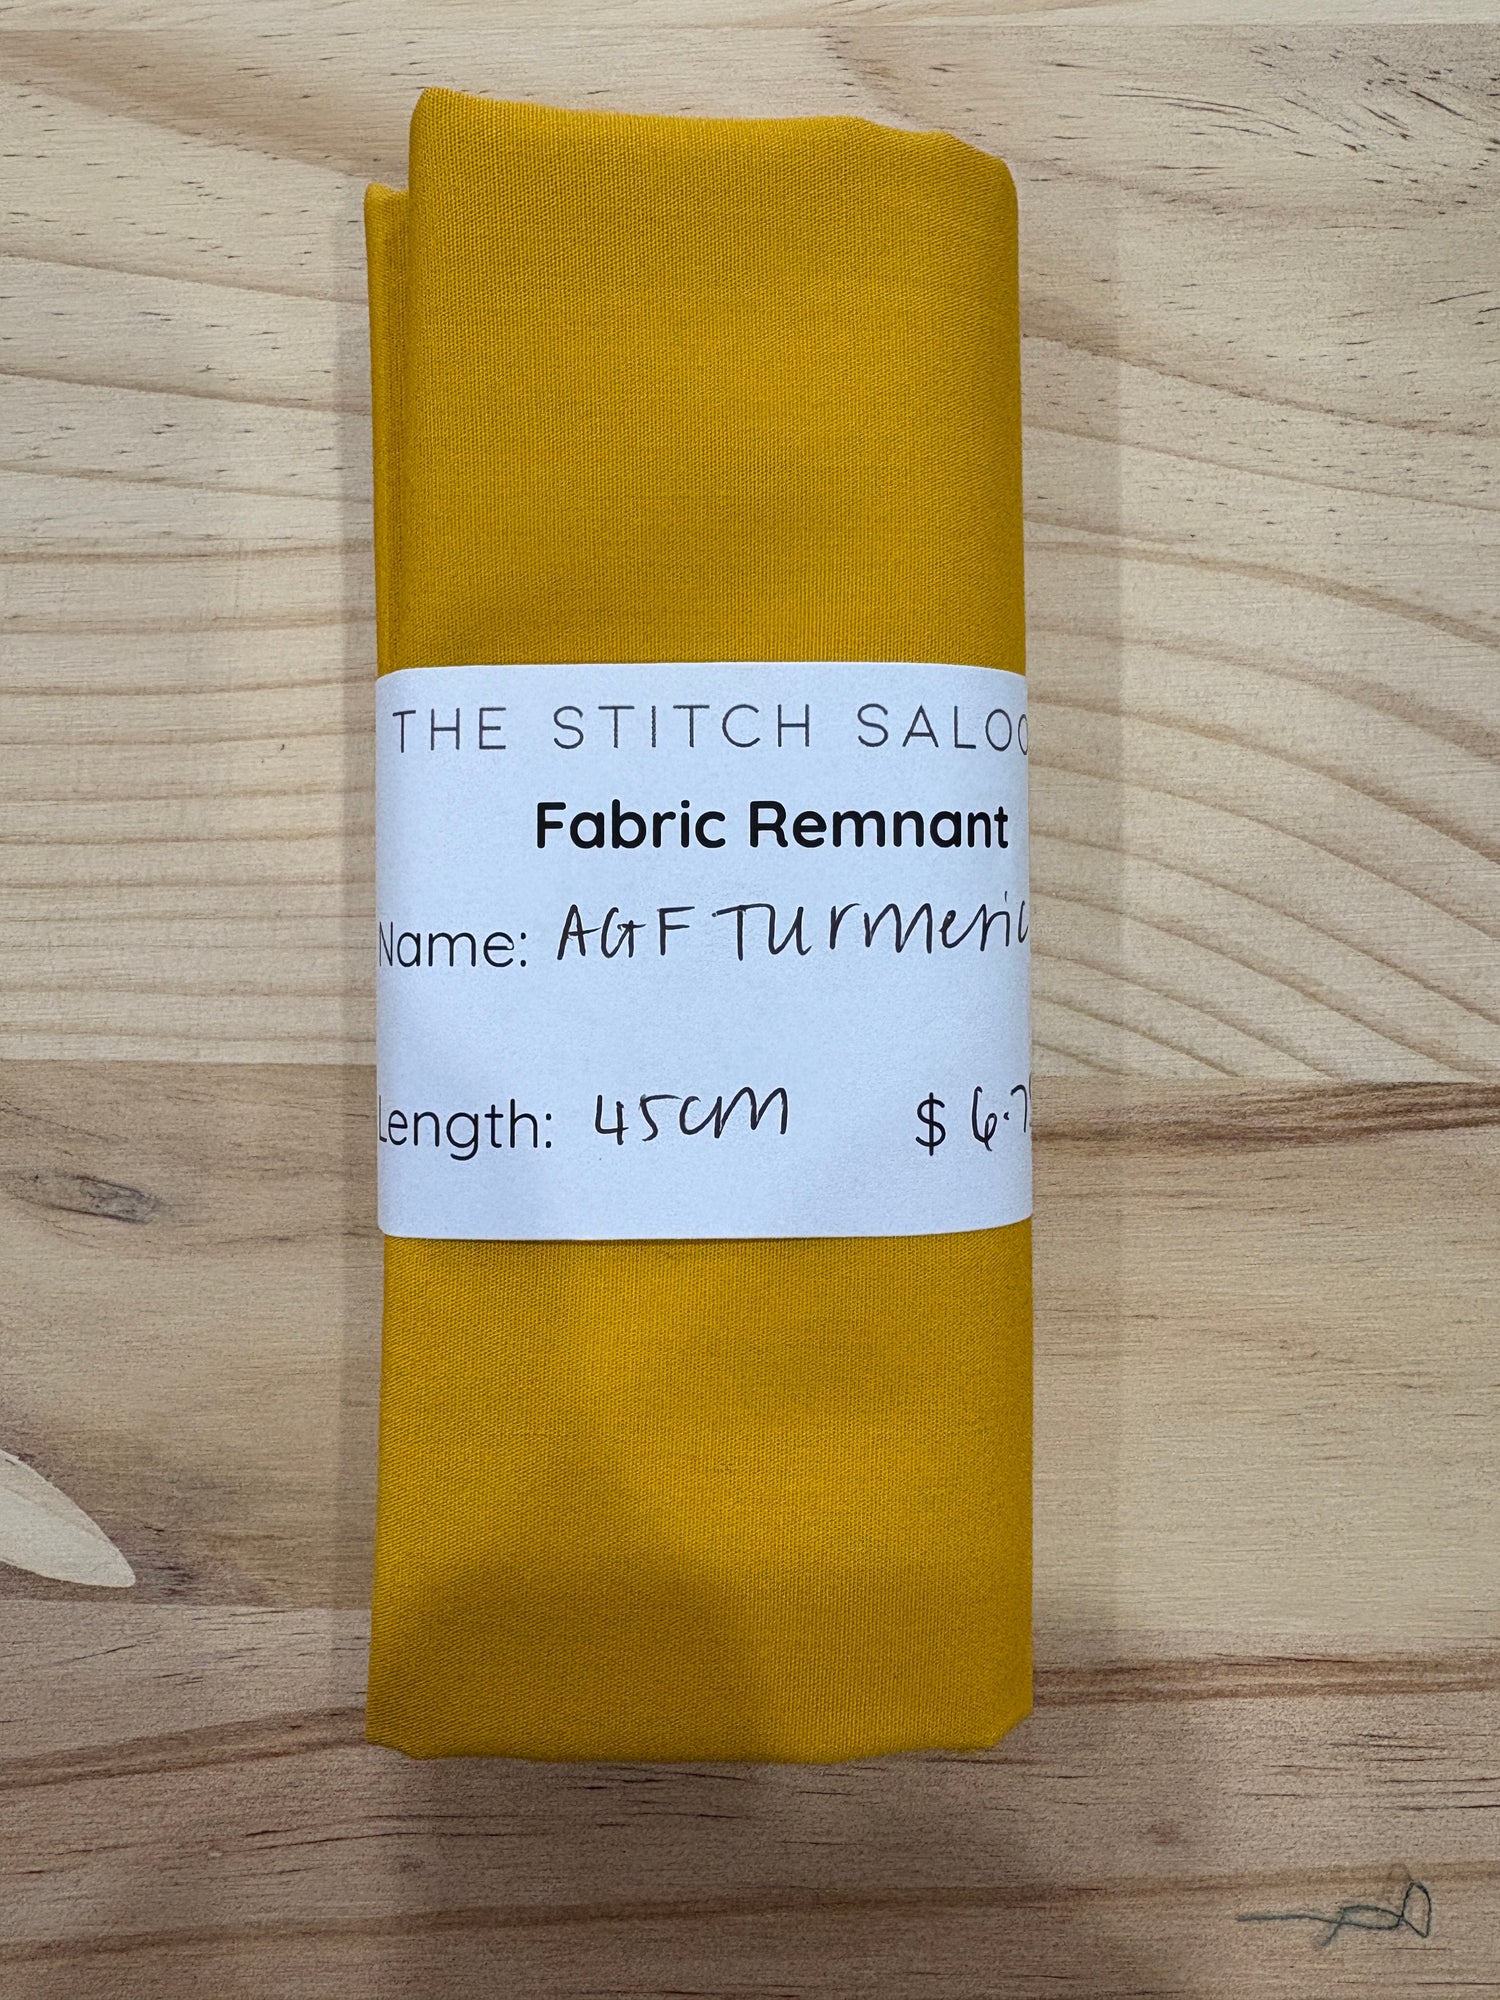 THE STITCH SALOO
Fabric Remnant
Name: AGF Turmeric
Length: 45cm $6.7